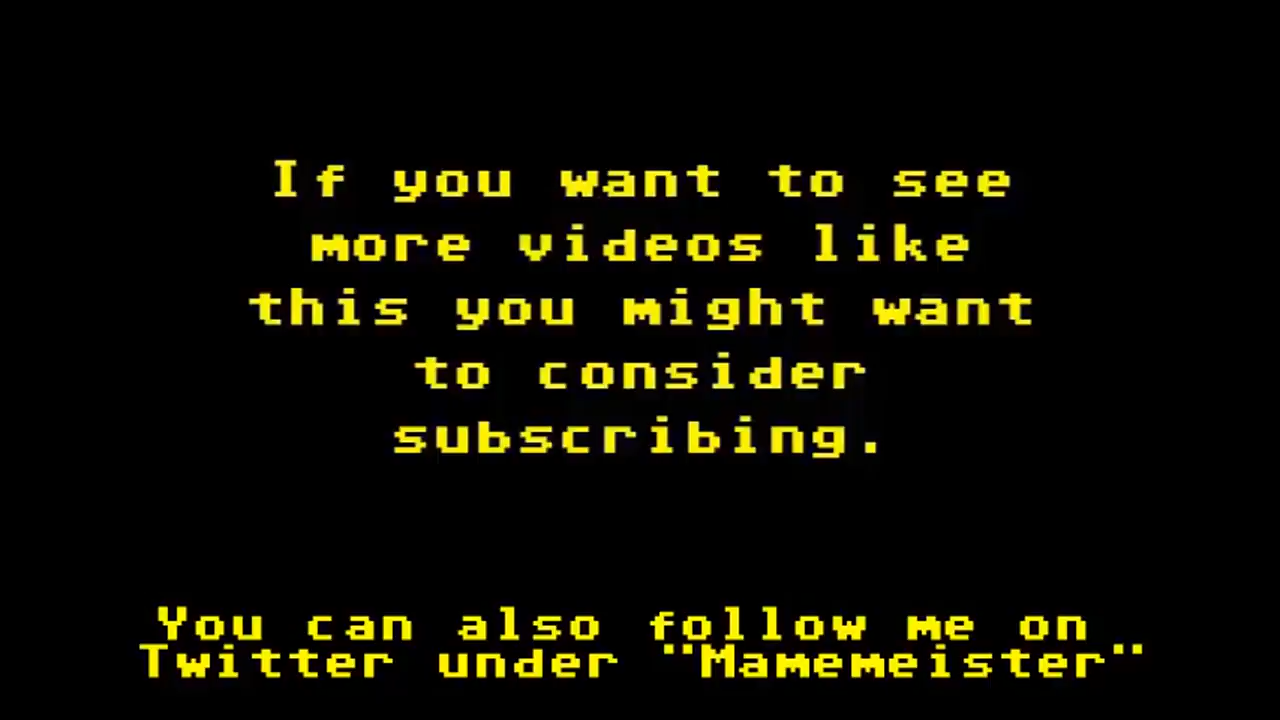 If you want to see
more videos like
this you might want
to consider
subscribing.
You can also follow me on
Twitter under "Mamemeister"